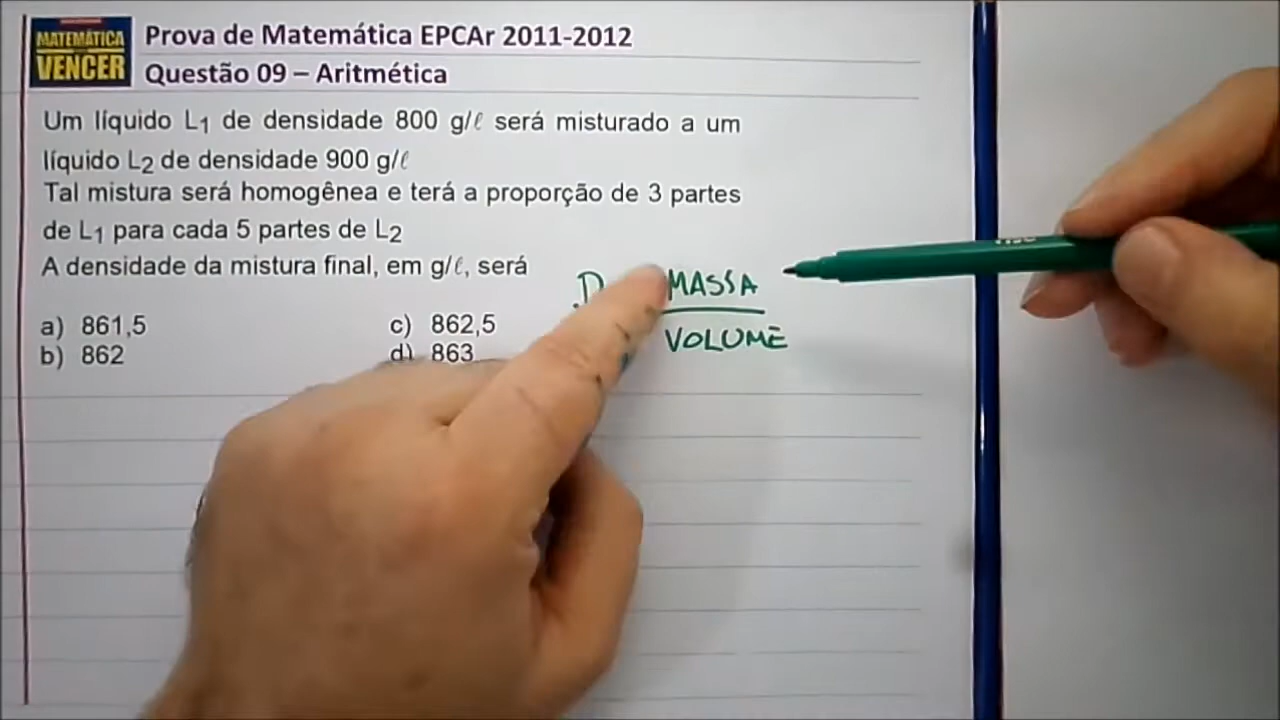 MATEMÁTICA
VENCER
Prova de Matemática EPCAr 2011-2012
Questão 09 – Aritmética
Um líquido L1 de densidade 800 g/ℓ será misturado a um
líquido L2 de densidade 900 g/ℓ
Tal mistura será homogênea e terá a proporção de 3 partes
de L1 para cada 5 partes de L2
A densidade da mistura final, em g/ℓ, será
a) 861,5
b) 862
c) 862,5
d) 863
D MASSA
VOLUME